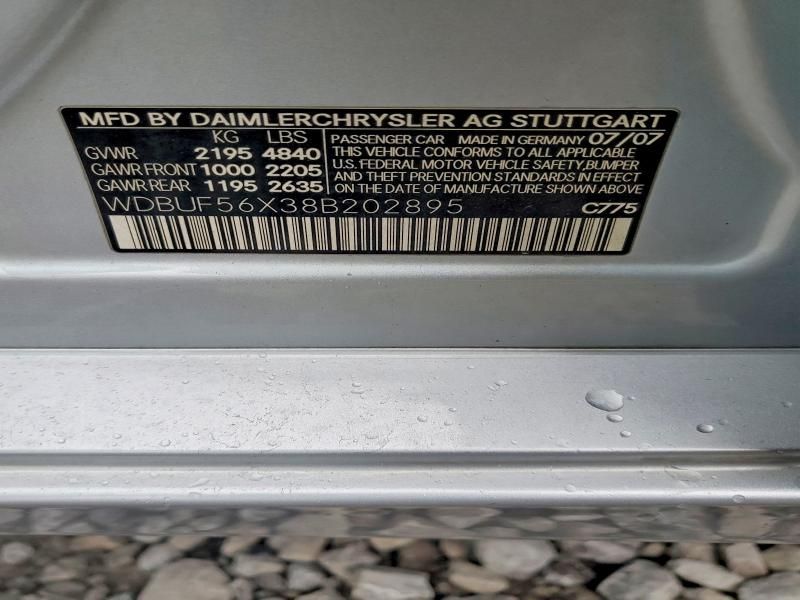 MFD BY DAIMLERCHRYSLER AG STUTTGART
KG LBS
GVWR 2195 4840
GAWR FRONT 1000 2205
GAWR REAR 1195 2635
PASSENGER CAR MADE IN GERMANY 07/07
THIS VEHICLE CONFORMS TO ALL APPLICABLE
U.S. FEDERAL MOTOR VEHICLE SAFETY, BUMPER
AND THEFT PREVENTION STANDARDS IN EFFECT
ON THE DATE OF MANUFACTURE SHOWN ABOVE
WDBUF56X38B202895 C775